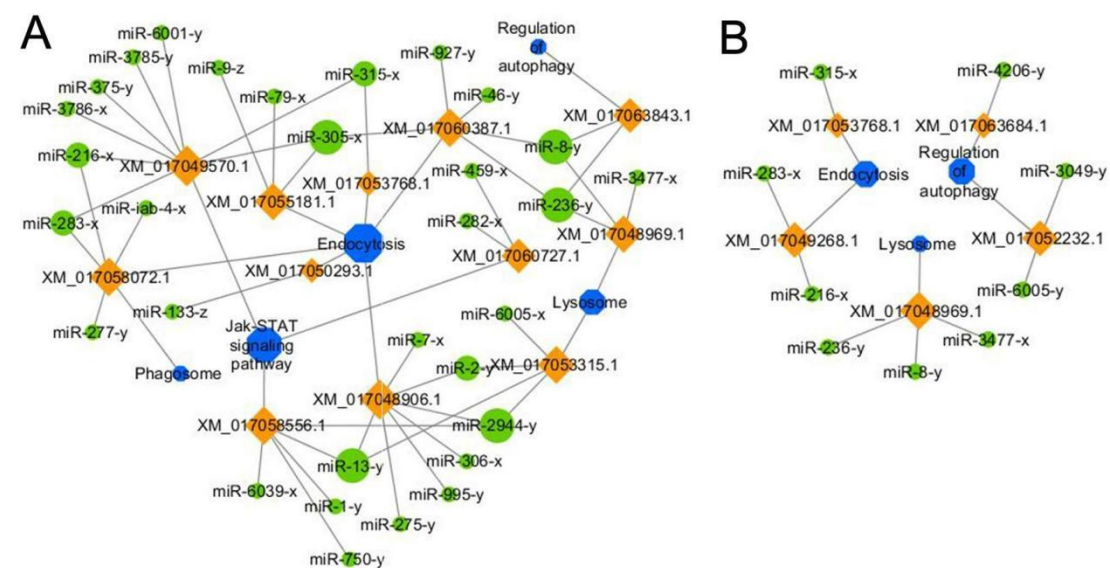 A
miR-6001-y
miR-3785-y
miR-9-z
miR-375-y
miR-3786-x
miR-79-x
miR-315-x
miR-927-y
Regulation
of
autophagy
miR-46-y
miR-216-x
XM_017049570.1
miR-305-x
XM_017060387.1
XM_017063843.1
miR-8-y
miR-459-x
XM_017053768.1
miR-3477-x
miR-iab-4-x
XM_017055181.1
miR-236-y
miR-283-x
miR-282-x
XM_017048969.1
Endocytosis
XM_017060727.1
XM_017058072.1
XM_017050293.1
miR-133-z
Lysosome
miR-6005-x
miR-277-y
Jak-STAT
signaling
pathway
miR-7-x
Phagosome
miR-2-y
XM_017053315.1
XM_017048906.1
XM_017058556.1
miR-2944-y
miR-13-y
miR-306-x
miR-6039-x
miR-995-y
miR-1-y
miR-275-y
miR-750-y
B
miR-315-x
miR-4206-y
XM_017053768.1
XM_017063684.1
Regulation
of
autophagy
miR-283-x
Endocytosis
miR-3049-y
XM_017049268.1
Lysosome
XM_017052232.1
miR-216-x
miR-6005-y
XM_017048969.1
miR-236-y
miR-3477-x
miR-8-y